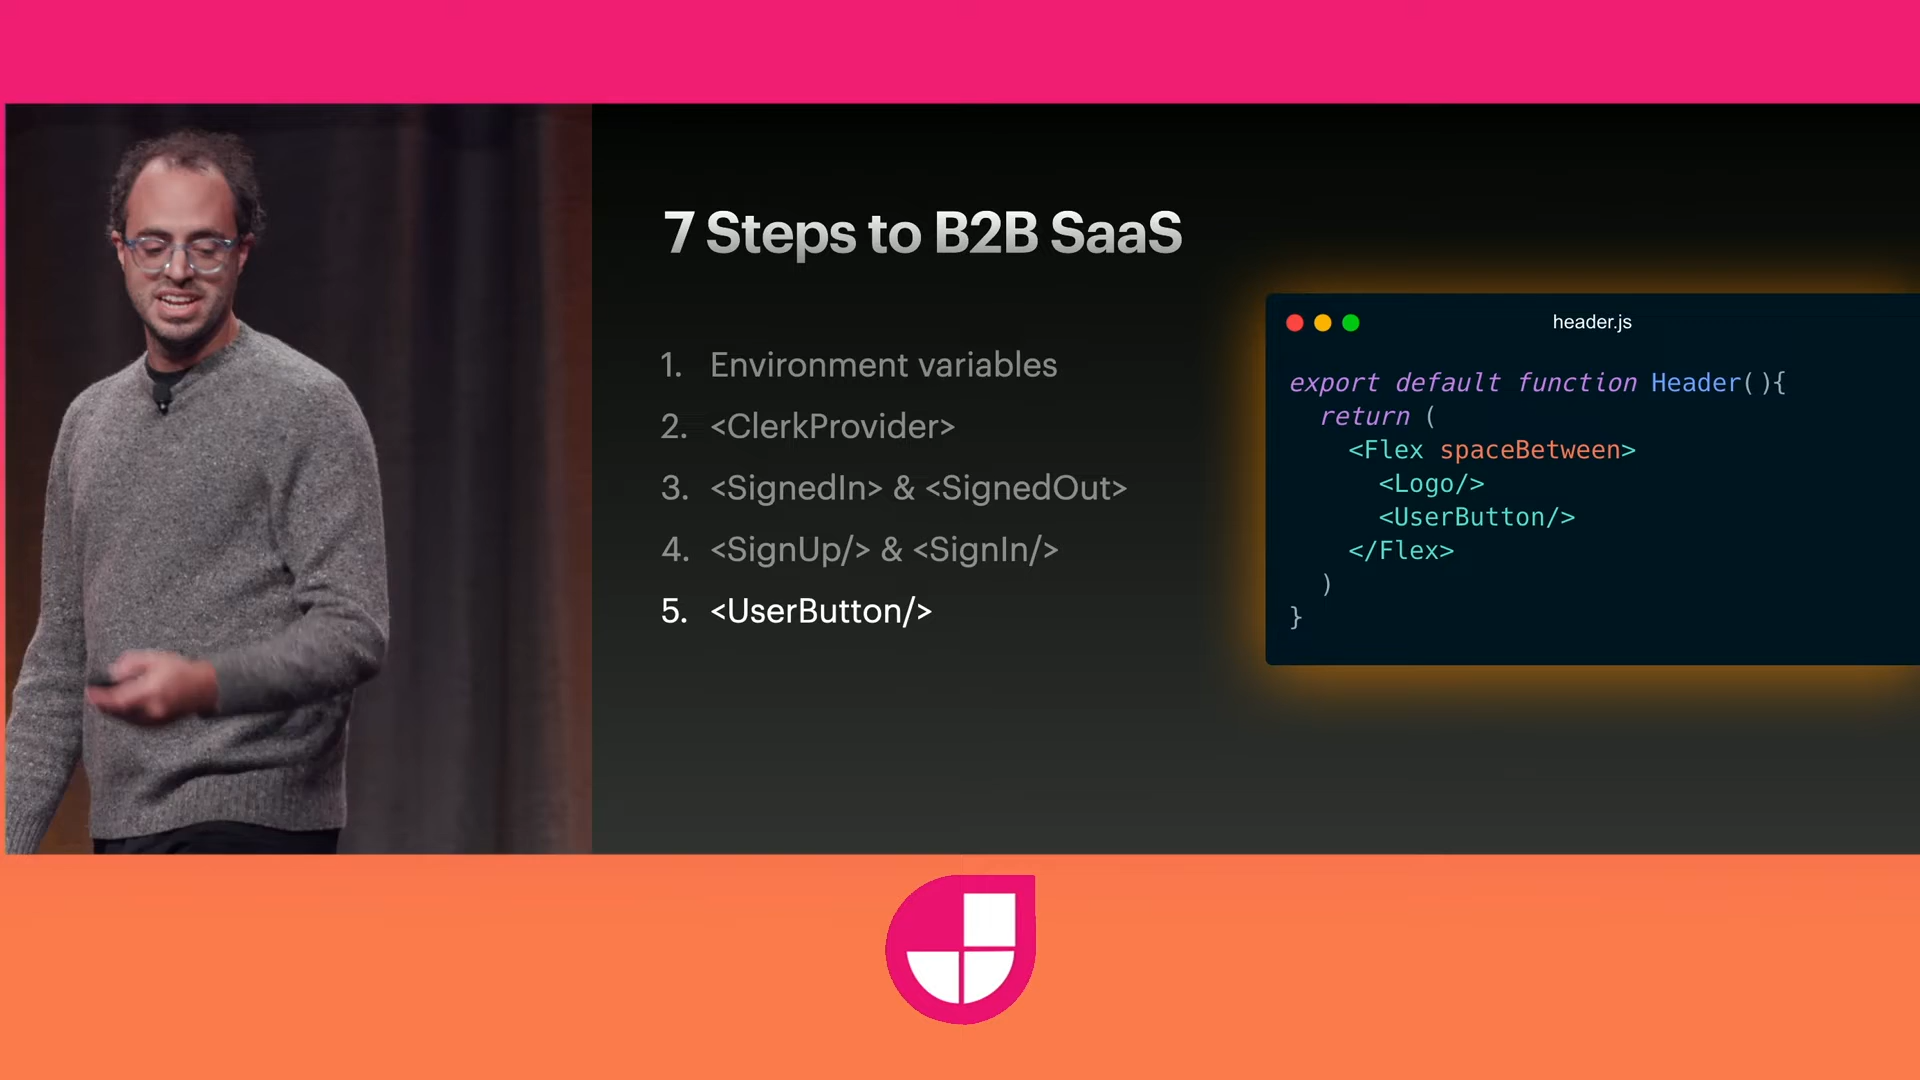 7 Steps to B2B SaaS
1. Environment variables
2. <ClerkProvider>
3. <SignedIn> & <SignedOut>
4. <SignUp/> & <SignIn/>
5. <UserButton/>
header.js
export default function Header(){
return (
<Flex spaceBetween>
<Logo/>
<UserButton/>
</Flex>
)
}